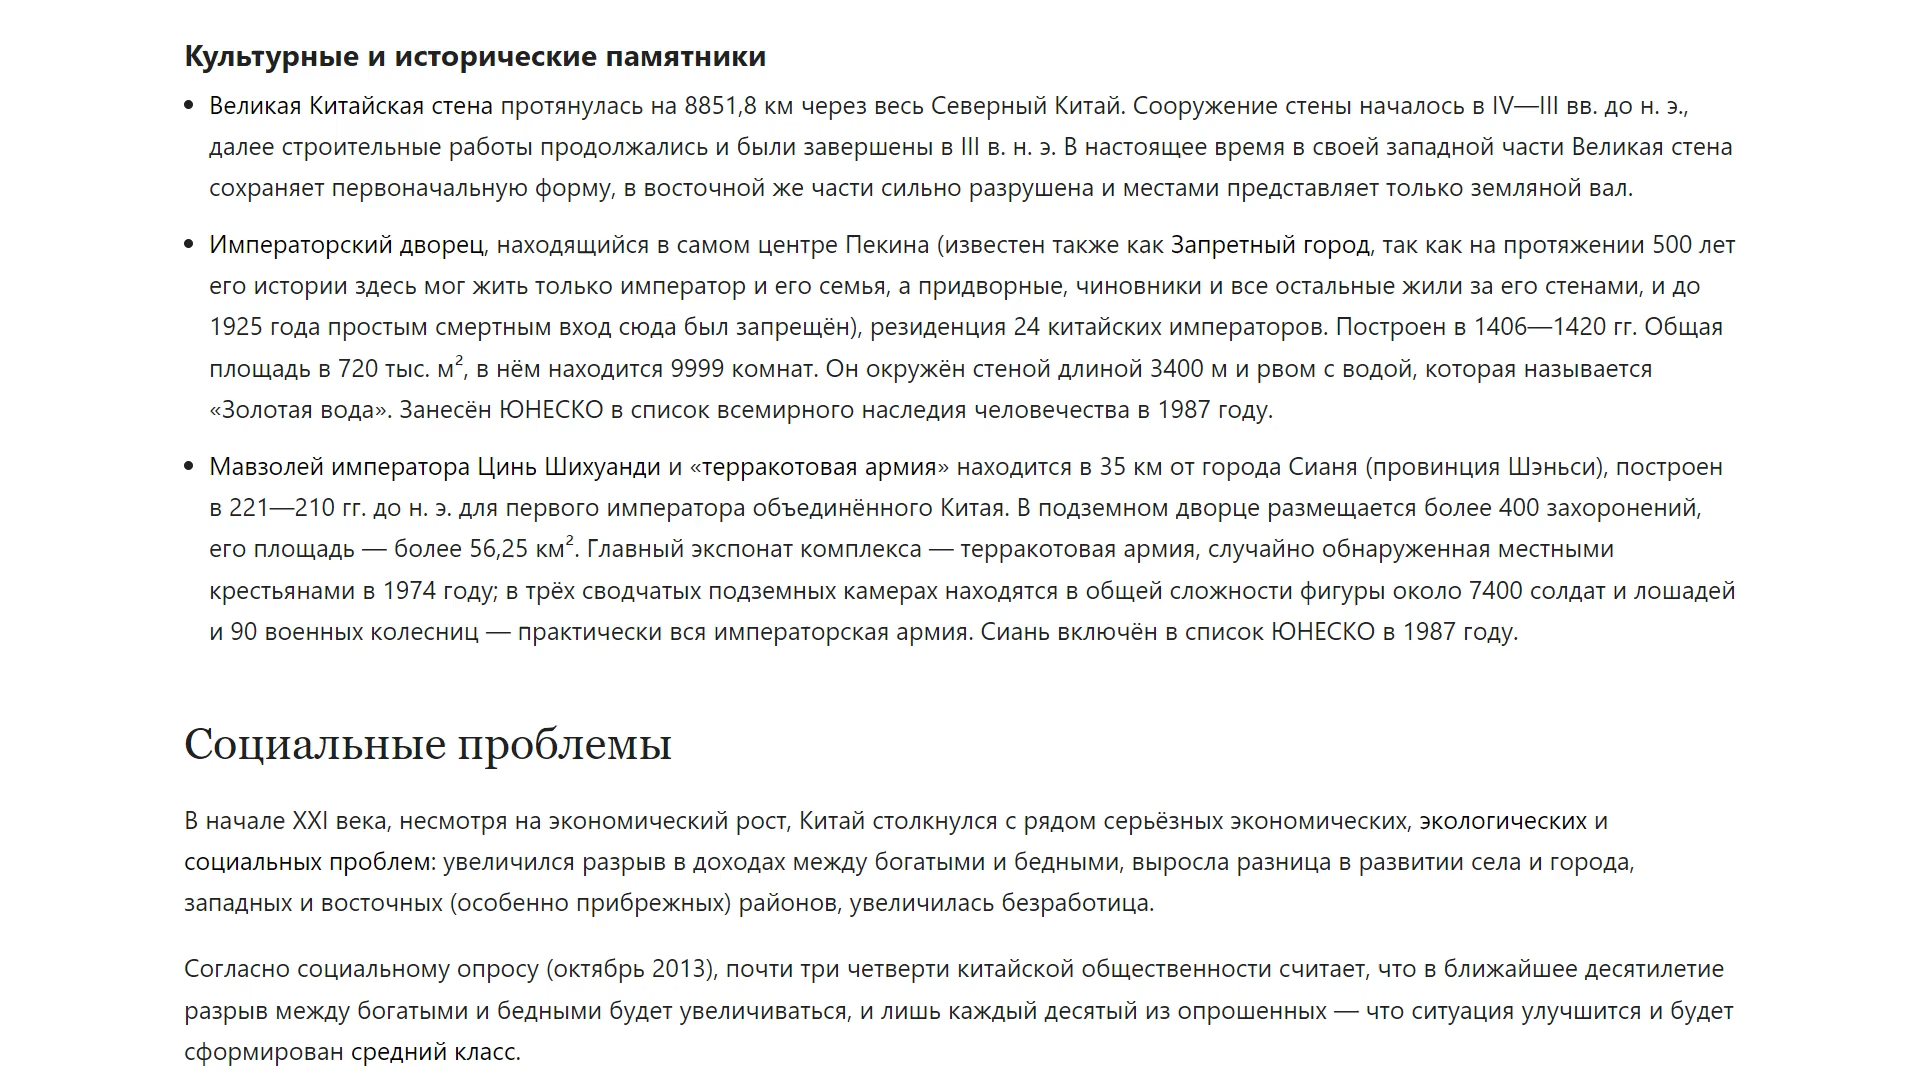 Культурные и исторические памятники
• Великая Китайская стена протянулась на 8851,8 км через весь Северный Китай. Сооружение стены началось в IV—III вв. до н. э.,
далее строительные работы продолжались и были завершены в III в. н. э. В настоящее время в своей западной части Великая стена
сохраняет первоначальную форму, в восточной же части сильно разрушена и местами представляет только земляной вал.
• Императорский дворец, находящийся в самом центре Пекина (известен также как Запретный город, так как на протяжении 500 лет
его истории здесь мог жить только император и его семья, а придворные, чиновники и все остальные жили за его стенами, и до
1925 года простым смертным вход сюда был запрещён), резиденция 24 китайских императоров. Построен в 1406—1420 гг. Общая
площадь в 720 тыс. м², в нём находится 9999 комнат. Он окружён стеной длиной 3400 м и рвом с водой, которая называется
«Золотая вода». Занесён ЮНЕСКО в список всемирного наследия человечества в 1987 году.
• Мавзолей императора Цинь Шихуанди и «терракотовая армия» находится в 35 км от города Сианя (провинция Шэньси), построен
в 221—210 гг. до н. э. для первого императора объединённого Китая. В подземном дворце размещается более 400 захоронений,
его площадь — более 56,25 км². Главный экспонат комплекса — терракотовая армия, случайно обнаруженная местными
крестьянами в 1974 году; в трёх сводчатых подземных камерах находятся в общей сложности фигуры около 7400 солдат и лошадей
и 90 военных колесниц — практически вся императорская армия. Сиань включён в список ЮНЕСКО в 1987 году.
Социальные проблемы
В начале XXI века, несмотря на экономический рост, Китай столкнулся с рядом серьёзных экономических, экологических и
социальных проблем: увеличился разрыв в доходах между богатыми и бедными, выросла разница в развитии села и города,
западных и восточных (особенно прибрежных) районов, увеличилась безработица.
Согласно социальному опросу (октябрь 2013), почти три четверти китайской общественности считает, что в ближайшее десятилетие
разрыв между богатыми и бедными будет увеличиваться, и лишь каждый десятый из опрошенных — что ситуация улучшится и будет
сформирован средний класс.